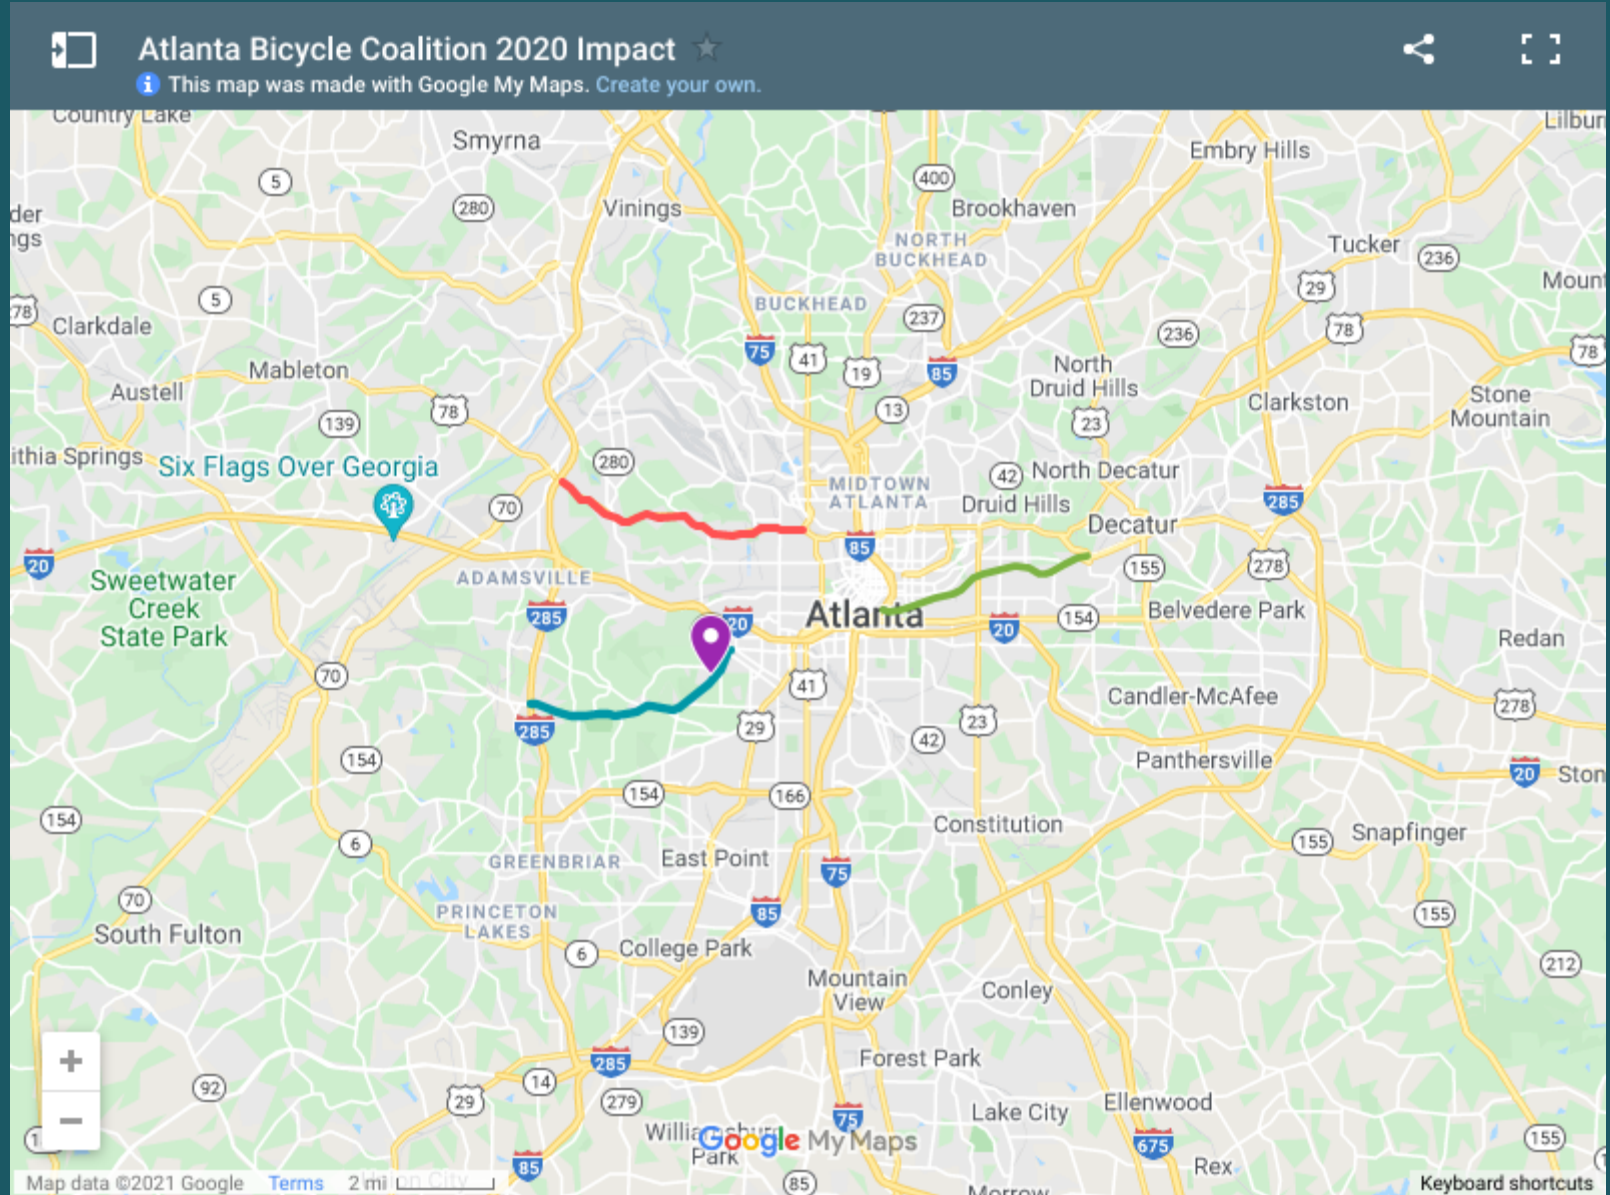 Atlanta Bicycle Coalition 2020 Impact
This map was made with Google My Maps. Create your own.
Country Lake
Smyrna
Embry Hills
5
400
280
Vinings
Brookhaven
NORTH
BUCKHEAD
Tucker
236
5
29
BUCKHEAD
237
Clarkdale
78
236
75
41
78
Mableton
19
85
North
Druid Hills
Austell
78
13
Clarkston
Stone
Mountain
139
23
Six Flags Over Georgia
280
42
North Decatur
MIDTOWN
ATLANTA
Druid Hills
285
70
Decatur
20
85
155
278
ADAMSVILLE
Sweetwater
Creek
State Park
285
20
Atlanta
20
154
Belvedere Park
Redan
70
41
Candler-McAfee
278
285
29
42
23
154
Panthersville
20
154
166
154
Constitution
Snapfinger
155
6
GREENBRIAR
East Point
75
70
PRINCETON
LAKES
85
155
South Fulton
6
College Park
212
Mountain
View
Conley
139
285
Forest Park
92
14
29
279
Lake City
Ellenwood
75
Google My Maps
Park
675
155
85
Rex
85
Map data ©2021 Google
Terms
2 mi
Keyboard shortcuts